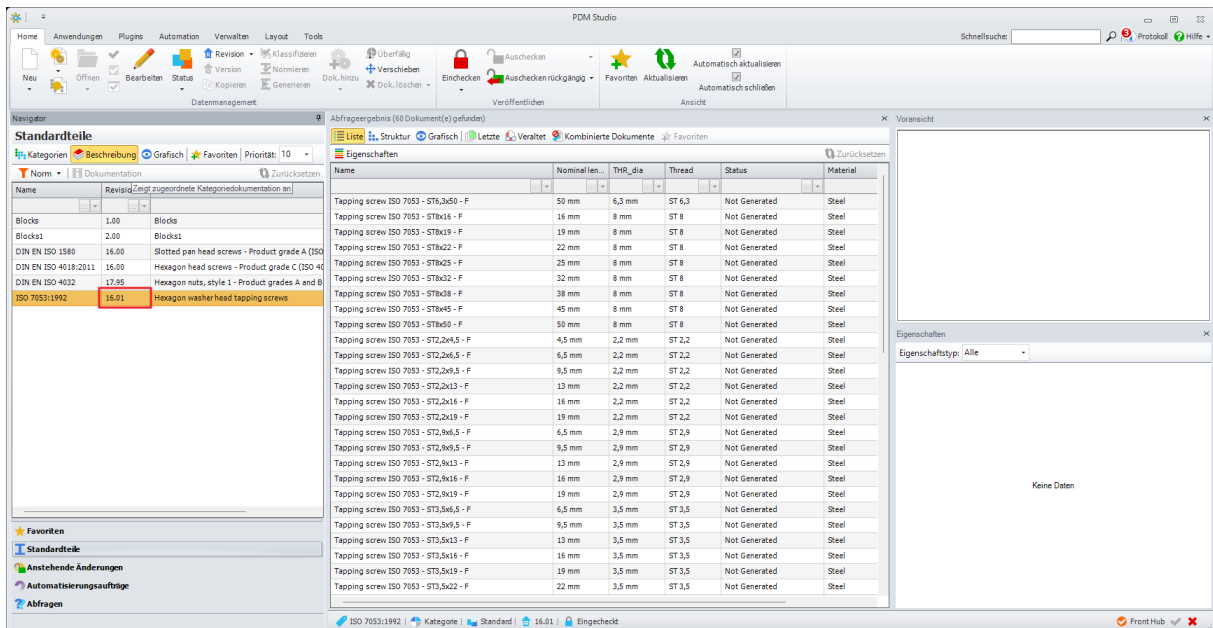 PDM Studio
Home Anwendungen Plugins Automation Verwalten Layout Tools Schnellsuche: 3 Protokoll Hilfe
Neu Öffnen Bearbeiten Status Revision Klassifizieren Dok. hinzu Überfällig Einchecken Auschecken Favoriten Aktualisieren Automatisch aktualisieren
Version Normieren Verschieben Auschecken rückgängig Automatisch schließen
Kopieren Generieren Dok. löschen
Datenmanagement Veröffentlichen Ansicht
Navigator
Standardteile
Kategorien Beschreibung Grafisch Favoriten Priorität: 10
Norm Dokumentation Zurücksetzen
Name Revisio
Zeigt zugeordnete Kategoriedokumentation an
Blocks 1.00 Blocks
Blocks1 2.00 Blocks1
DIN EN ISO 1580 16.00 Slotted pan head screws - Product grade A (ISO
DIN EN ISO 4018:2011 16.00 Hexagon head screws - Product grade C (ISO 40
DIN EN ISO 4032 17.95 Hexagon nuts, style 1 - Product grades A and B
ISO 7053:1992 16.01 Hexagon washer head tapping screws
Favoriten
Standardteile
Anstehende Änderungen
Automatisierungsaufträge
Abfragen
Abfrageergebnis (60 Dokument(e) gefunden)
Liste Struktur Grafisch Letzte Veraltet Kombinierte Dokumente Favoriten
Eigenschaften Zurücksetzen
Name Nominal len... THR_dia Thread Status Material
Tapping screw ISO 7053 - ST6,3x50 - F 50 mm 6,3 mm ST 6,3 Not Generated Steel
Tapping screw ISO 7053 - ST8x16 - F 16 mm 8 mm ST 8 Not Generated Steel
Tapping screw ISO 7053 - ST8x19 - F 19 mm 8 mm ST 8 Not Generated Steel
Tapping screw ISO 7053 - ST8x22 - F 22 mm 8 mm ST 8 Not Generated Steel
Tapping screw ISO 7053 - ST8x25 - F 25 mm 8 mm ST 8 Not Generated Steel
Tapping screw ISO 7053 - ST8x32 - F 32 mm 8 mm ST 8 Not Generated Steel
Tapping screw ISO 7053 - ST8x38 - F 38 mm 8 mm ST 8 Not Generated Steel
Tapping screw ISO 7053 - ST8x45 - F 45 mm 8 mm ST 8 Not Generated Steel
Tapping screw ISO 7053 - ST8x50 - F 50 mm 8 mm ST 8 Not Generated Steel
Tapping screw ISO 7053 - ST2,2x4,5 - F 4,5 mm 2,2 mm ST 2,2 Not Generated Steel
Tapping screw ISO 7053 - ST2,2x6,5 - F 6,5 mm 2,2 mm ST 2,2 Not Generated Steel
Tapping screw ISO 7053 - ST2,2x9,5 - F 9,5 mm 2,2 mm ST 2,2 Not Generated Steel
Tapping screw ISO 7053 - ST2,2x13 - F 13 mm 2,2 mm ST 2,2 Not Generated Steel
Tapping screw ISO 7053 - ST2,2x16 - F 16 mm 2,2 mm ST 2,2 Not Generated Steel
Tapping screw ISO 7053 - ST2,2x19 - F 19 mm 2,2 mm ST 2,2 Not Generated Steel
Tapping screw ISO 7053 - ST2,9x6,5 - F 6,5 mm 2,9 mm ST 2,9 Not Generated Steel
Tapping screw ISO 7053 - ST2,9x9,5 - F 9,5 mm 2,9 mm ST 2,9 Not Generated Steel
Tapping screw ISO 7053 - ST2,9x13 - F 13 mm 2,9 mm ST 2,9 Not Generated Steel
Tapping screw ISO 7053 - ST2,9x16 - F 16 mm 2,9 mm ST 2,9 Not Generated Steel
Tapping screw ISO 7053 - ST2,9x19 - F 19 mm 2,9 mm ST 2,9 Not Generated Steel
Tapping screw ISO 7053 - ST3,5x6,5 - F 6,5 mm 3,5 mm ST 3,5 Not Generated Steel
Tapping screw ISO 7053 - ST3,5x9,5 - F 9,5 mm 3,5 mm ST 3,5 Not Generated Steel
Tapping screw ISO 7053 - ST3,5x13 - F 13 mm 3,5 mm ST 3,5 Not Generated Steel
Tapping screw ISO 7053 - ST3,5x16 - F 16 mm 3,5 mm ST 3,5 Not Generated Steel
Tapping screw ISO 7053 - ST3,5x19 - F 19 mm 3,5 mm ST 3,5 Not Generated Steel
Tapping screw ISO 7053 - ST3,5x22 - F 22 mm 3,5 mm ST 3,5 Not Generated Steel
Voransicht
Eigenschaften
Eigenschaftstyp: Alle
Keine Daten
ISO 7053:1992 | Kategorie | Standard | 16.01 | Eingecheckt Front Hub